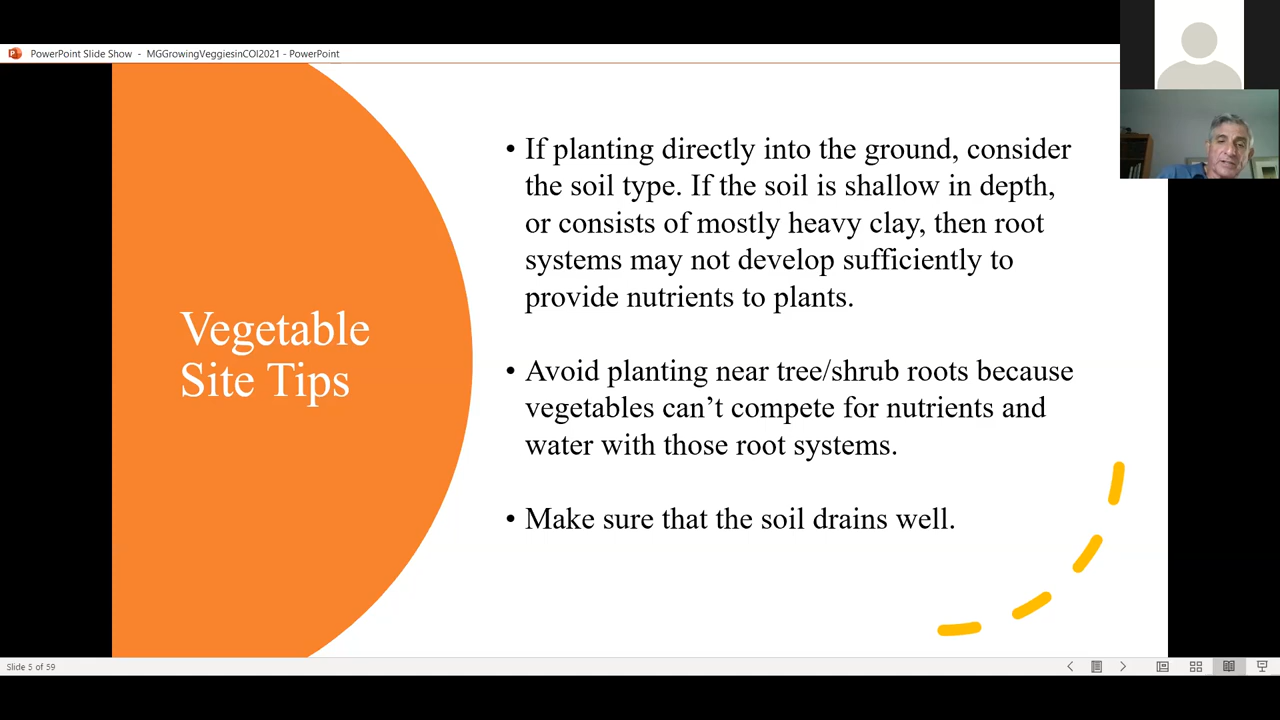 PowerPoint Slide Show - MGGrowingVeggiesinCOI2021 - PowerPoint
Vegetable
Site Tips
• If planting directly into the ground, consider
the soil type. If the soil is shallow in depth,
or consists of mostly heavy clay, then root
systems may not develop sufficiently to
provide nutrients to plants.
• Avoid planting near tree/shrub roots because
vegetables can’t compete for nutrients and
water with those root systems.
• Make sure that the soil drains well.
Slide 5 of 59